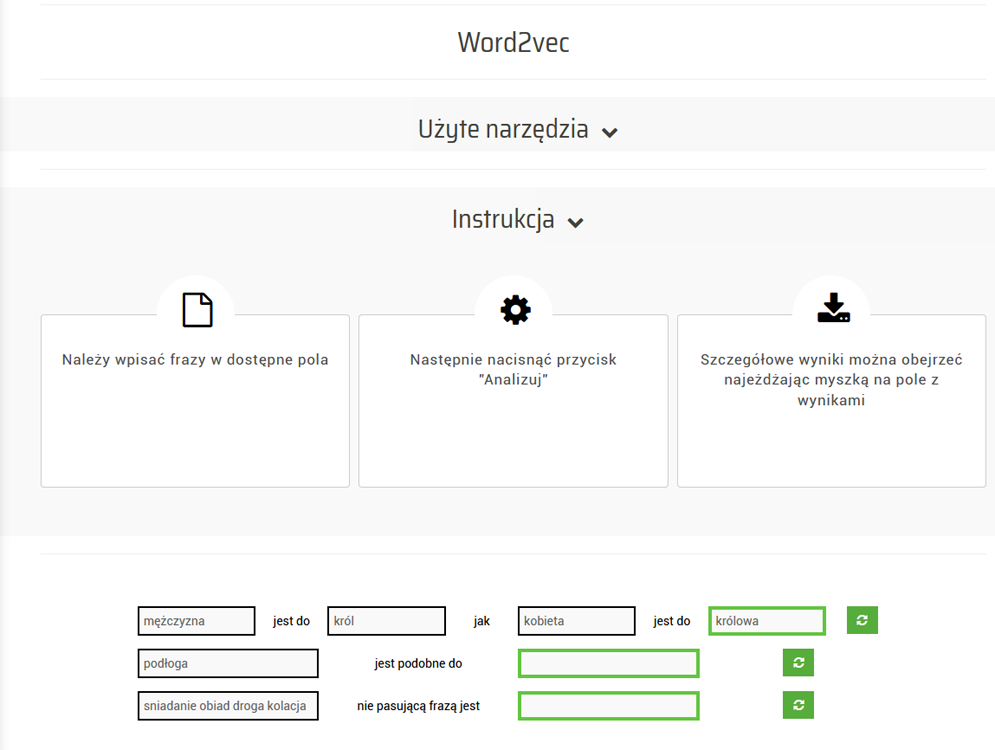 Word2vec
Użyte narzędzia
Instrukcja
Należy wpisać frazy w dostępne pola
Następnie nacisnąć przycisk
"Analizuj"
Szczegółowe wyniki można obejrzeć
najeżdżając myszką na pole z
wynikami
mężczyzna jest do król jak kobieta jest do królowa
podłoga jest podobne do
sniadanie obiad droga kolacja nie pasującą frazą jest